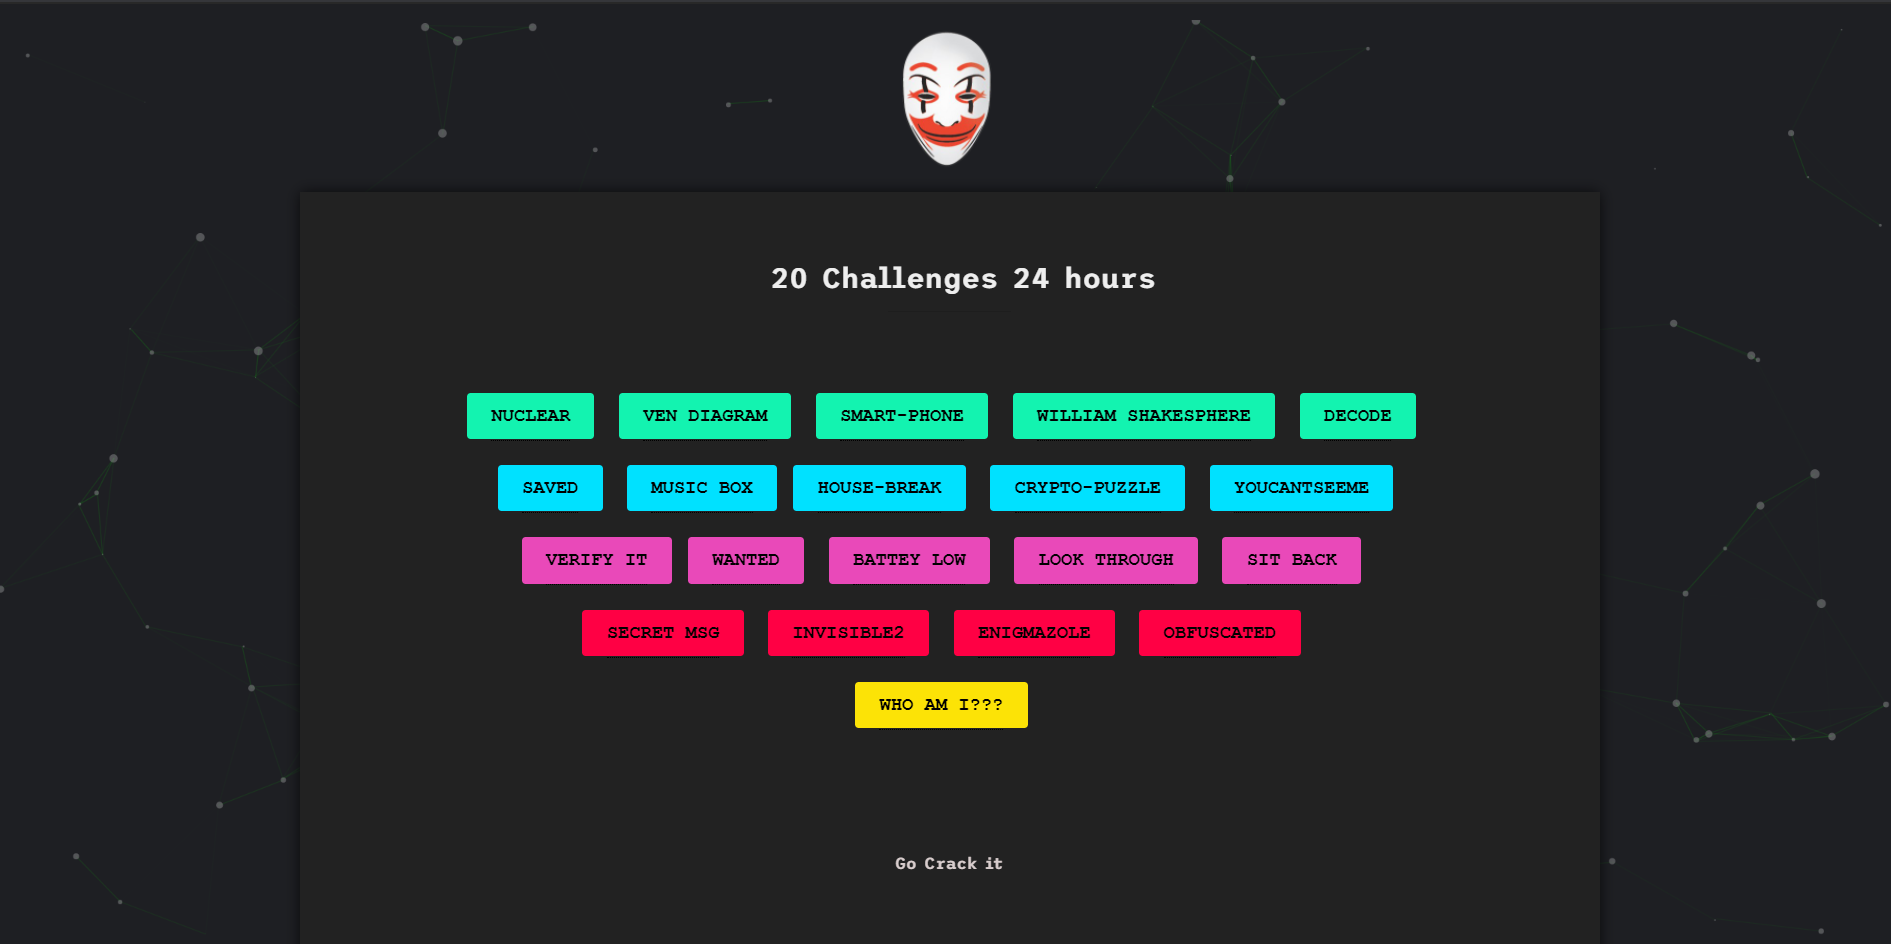 20 Challenges 24 hours
NUCLEAR VEN DIAGRAM SMART-PHONE WILLIAM SHAKESPHERE DECODE
SAVED MUSIC BOX HOUSE-BREAK CRYPTO-PUZZLE YOUCANTSEEME
VERIFY IT WANTED BATTEY LOW LOOK THROUGH SIT BACK
SECRET MSG INVISIBLE2 ENIGMAZOLE OBFUSCATED
WHO AM I???
Go Crack it